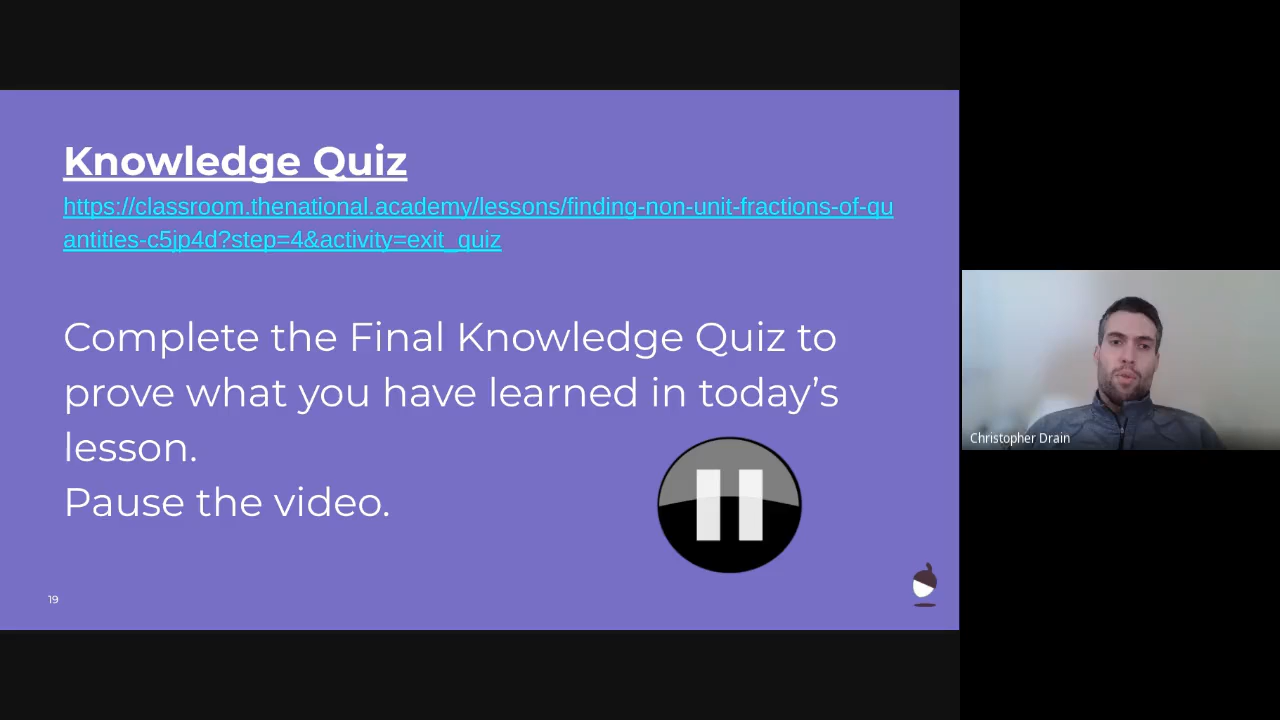 Knowledge Quiz
https://classroom.thenational.academy/lessons/finding-non-unit-fractions-of-qu
antities-c5jp4d?step=4&activity=exit_quiz
Complete the Final Knowledge Quiz to
prove what you have learned in today’s
lesson.
Pause the video.
19
Christopher Drain